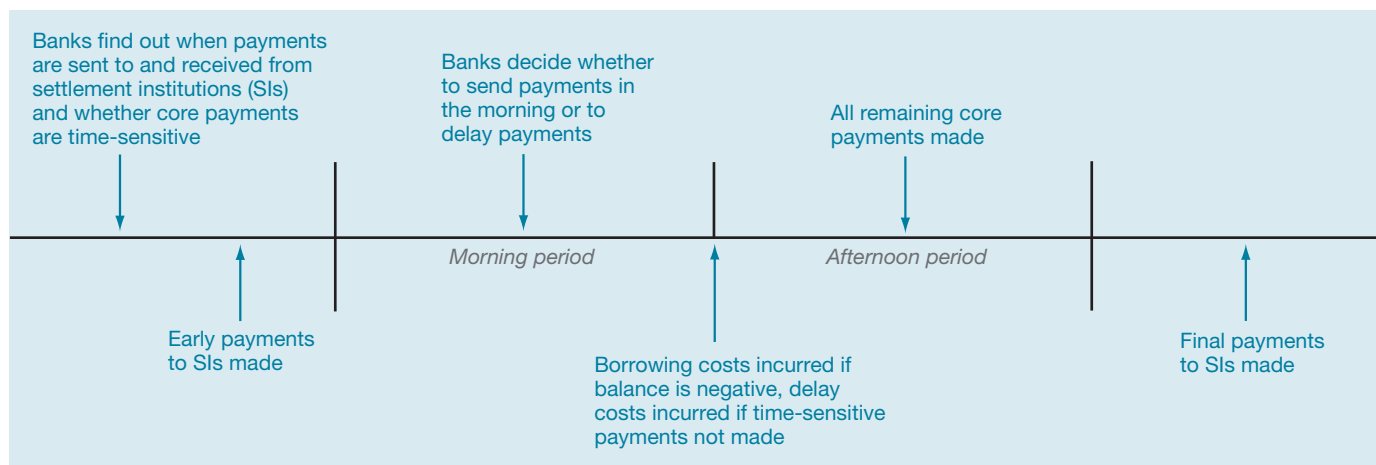 Banks find out when payments
are sent to and received from
settlement institutions (SIs)
and whether core payments
are time-sensitive
Banks decide whether
to send payments in
the morning or to
delay payments
All remaining core
payments made
Morning period
Afternoon period
Early payments
to SIs made
Borrowing costs incurred if
balance is negative, delay
costs incurred if time-sensitive
payments not made
Final payments
to SIs made